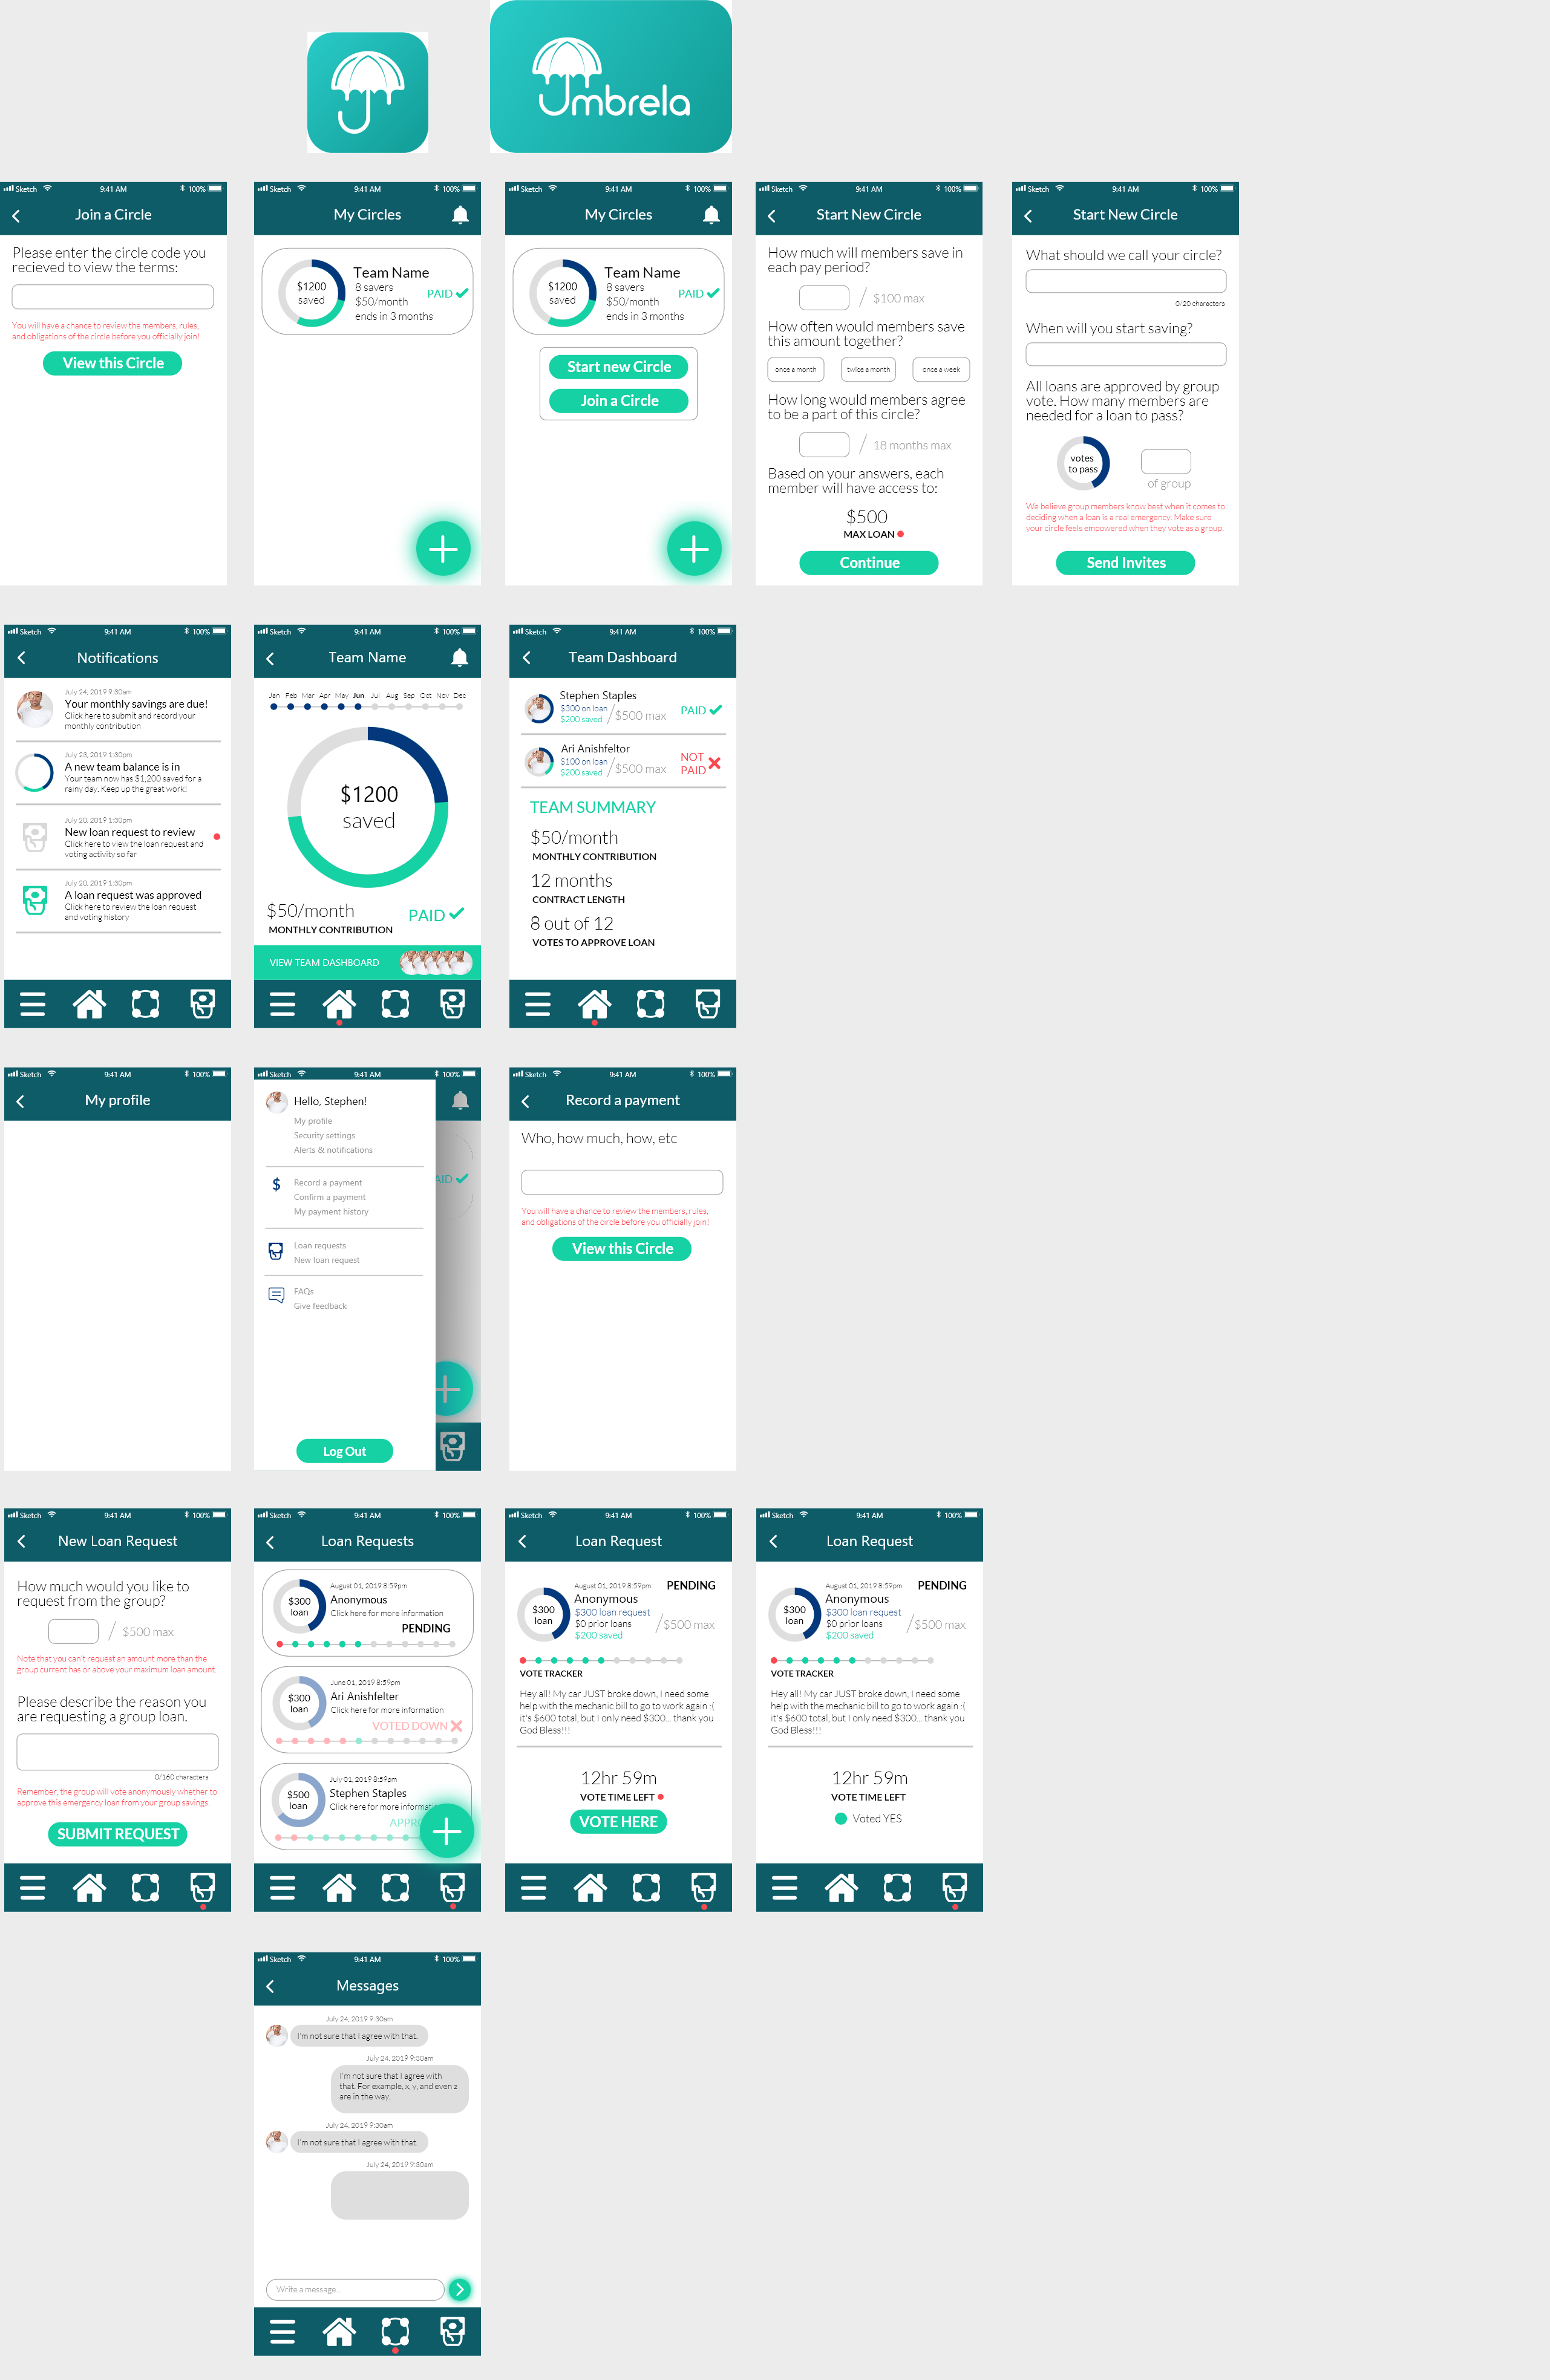 Umbrela
Sketch 9:41 AM 100%
Join a Circle
Please enter the circle code you
recieved to view the terms:
You will have a chance to review the members, rules,
and obligations of the circle before you officially join!
View this Circle
Sketch 9:41 AM 100%
My Circles
$1200
saved
Team Name
8 savers
$50/month
ends in 3 months
PAID
Sketch 9:41 AM 100%
My Circles
$1200
saved
Team Name
8 savers
$50/month
ends in 3 months
PAID
Start new Circle
Join a Circle
Sketch 9:41 AM 100%
Start New Circle
How much will members save in
each pay period?
/ $100 max
How often would members save
this amount together?
once a month twice a month once a week
How long would members agree
to be a part of this circle?
/ 18 months max
Based on your answers, each
member will have access to:
$500
MAX LOAN
Continue
Sketch 9:41 AM 100%
Start New Circle
What should we call your circle?
0/20 characters
When will you start saving?
All loans are approved by group
vote. How many members are
needed for a loan to pass?
votes
to pass
of group
We believe group members know best when it comes to
deciding when a loan is a real emergency. Make sure
your circle feels empowered when they vote as a group.
Send Invites
Sketch 9:41 AM 100%
Notifications
July 24, 2019 9:30am
Your monthly savings are due!
Click here to submit and record your
monthly contribution
July 23, 2019 1:30pm
A new team balance is in
Your team now has $1,200 saved for a
rainy day. Keep up the great work!
July 20, 2019 1:30pm
New loan request to review
Click here to view the loan request and
voting activity so far
July 20, 2019 1:30pm
A loan request was approved
Click here to review the loan request
and voting history
Sketch 9:41 AM 100%
Team Name
Jan Feb Mar Apr May Jun Jul Aug Sep Oct Nov Dec
$1200
saved
$50/month
MONTHLY CONTRIBUTION
PAID
VIEW TEAM DASHBOARD
Sketch 9:41 AM 100%
Team Dashboard
Stephen Staples
$300 on loan
$200 saved
/$500 max
PAID
Ari Anishfeltor
$100 on loan
$200 saved
/$500 max
NOT
PAID
TEAM SUMMARY
$50/month
MONTHLY CONTRIBUTION
12 months
CONTRACT LENGTH
8 out of 12
VOTES TO APPROVE LOAN
Sketch 9:41 AM 100%
My profile
Sketch 9:41 AM 100%
Hello, Stephen!
My profile
Security settings
Alerts & notifications
$
Record a payment
Confirm a payment
My payment history
Loan requests
New loan request
FAQs
Give feedback
AID
Log Out
Sketch 9:41 AM 100%
Record a payment
Who, how much, how, etc
You will have a chance to review the members, rules,
and obligations of the circle before you officially join!
View this Circle
Sketch 9:41 AM 100%
New Loan Request
How much would you like to
request from the group?
/ $500 max
Note that you can't request an amount more than the
group current has or above your maximum loan amount.
Please describe the reason you
are requesting a group loan.
0/160 characters
Remember, the group will vote anonymously whether to
approve this emergency loan from your group savings.
SUBMIT REQUEST
Sketch 9:41 AM 100%
Loan Requests
$300
loan
August 01, 2019 8:59pm
Anonymous
Click here for more information
PENDING
$300
loan
June 01, 2019 8:59pm
Ari Anishfelter
Click here for more information
VOTED DOWN
$500
loan
July 01, 2019 8:59pm
Stephen Staples
Click here for more informat
APPR
Sketch 9:41 AM 100%
Loan Request
August 01, 2019 8:59pm
PENDING
$300
loan
Anonymous
$300 loan request
$0 prior loans
$200 saved
/$500 max
VOTE TRACKER
Hey all! My car JUST broke down, I need some
help with the mechanic bill to go to work again :(
it's $600 total, but I only need $300... thank you
God Bless!!!
12hr 59m
VOTE TIME LEFT
VOTE HERE
Sketch 9:41 AM 100%
Loan Request
August 01, 2019 8:59pm
PENDING
$300
loan
Anonymous
$300 loan request
$0 prior loans
$200 saved
/$500 max
VOTE TRACKER
Hey all! My car JUST broke down, I need some
help with the mechanic bill to go to work again :(
it's $600 total, but I only need $300... thank you
God Bless!!!
12hr 59m
VOTE TIME LEFT
Voted YES
Sketch 9:41 AM 100%
Messages
July 24, 2019 9:30am
I'm not sure that I agree with that.
July 24, 2019 9:30am
I'm not sure that I agree with
that. For example, x, y, and even z
are in the way.
July 24, 2019 9:30am
I'm not sure that I agree with that.
July 24, 2019 9:30am
Write a message...